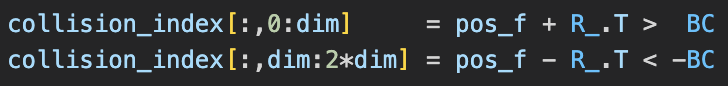 collision_index[:,0:dim]     = pos_f + R_.T >  BC
collision_index[:,dim:2*dim] = pos_f - R_.T < -BC